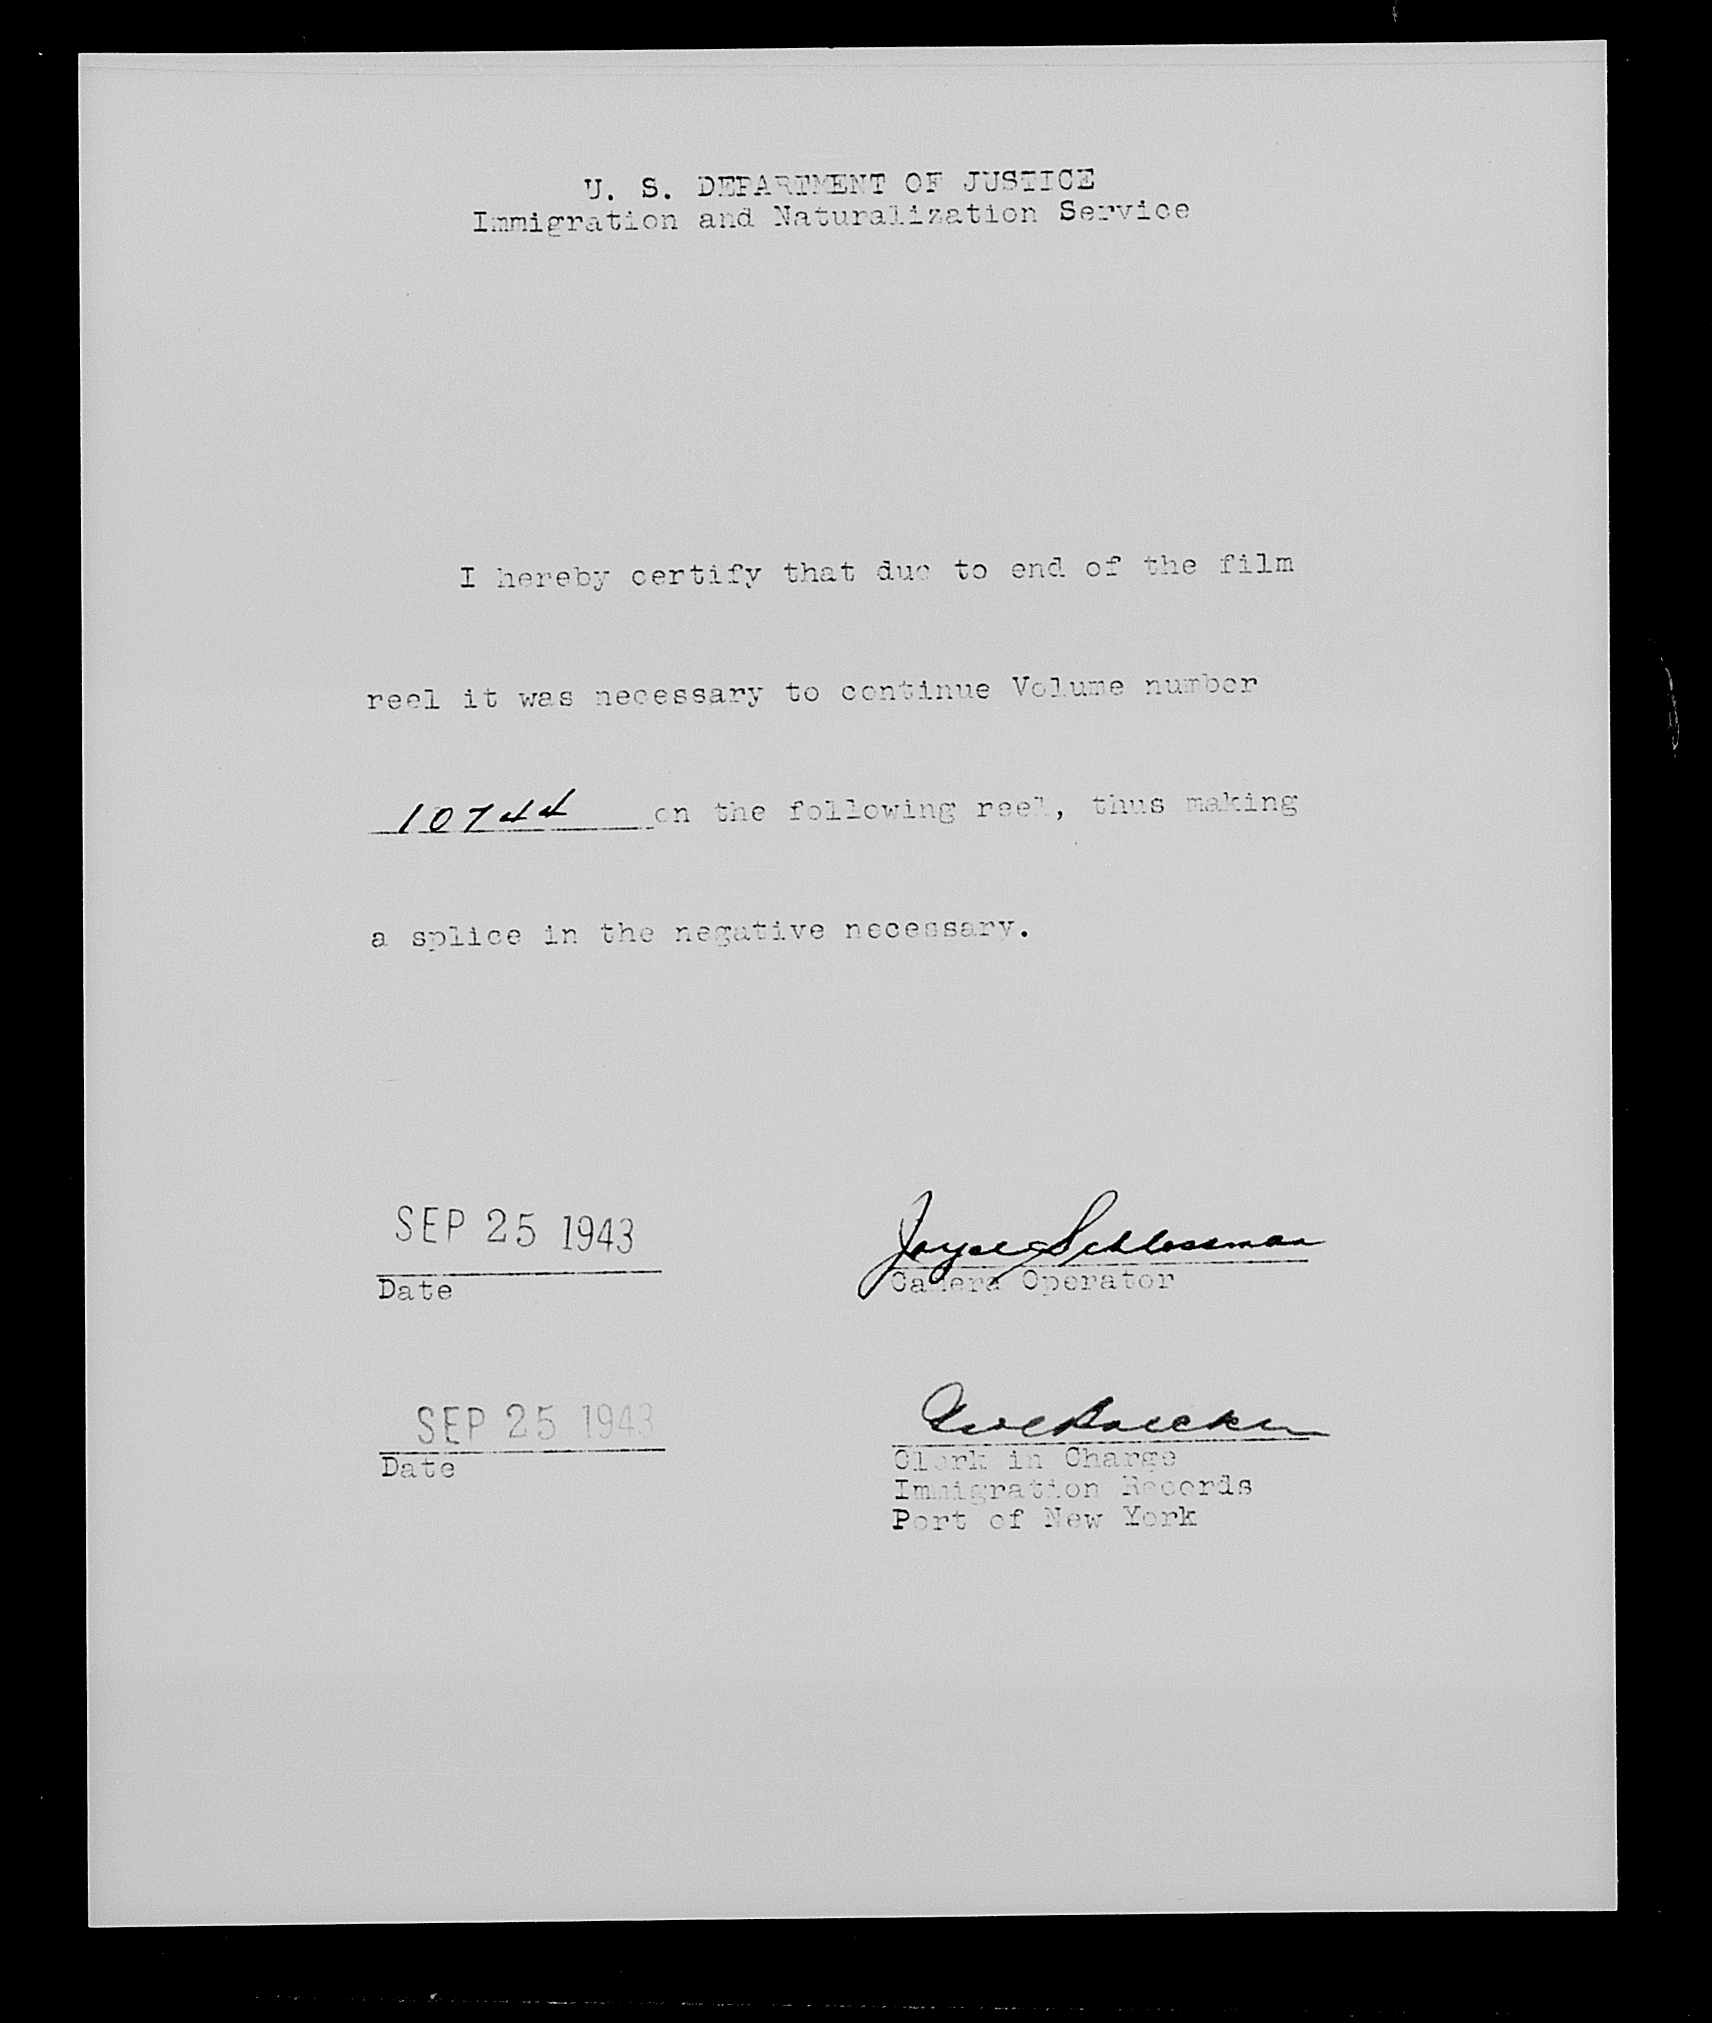 U. S. DEPARTMENT OF JUSTICE
Immigration and Naturalization Service
I hereby certify that due to end of the film
reel it was necessary to continue Volume number
10744 on the following reel, thus making
a splice in the negative necessary.
SEP 25 1943
Joyce Schlossman
Date
Camera Operator
SEP 25 1943
Date
Clerk in Charge
Immigration Records
Port of New York